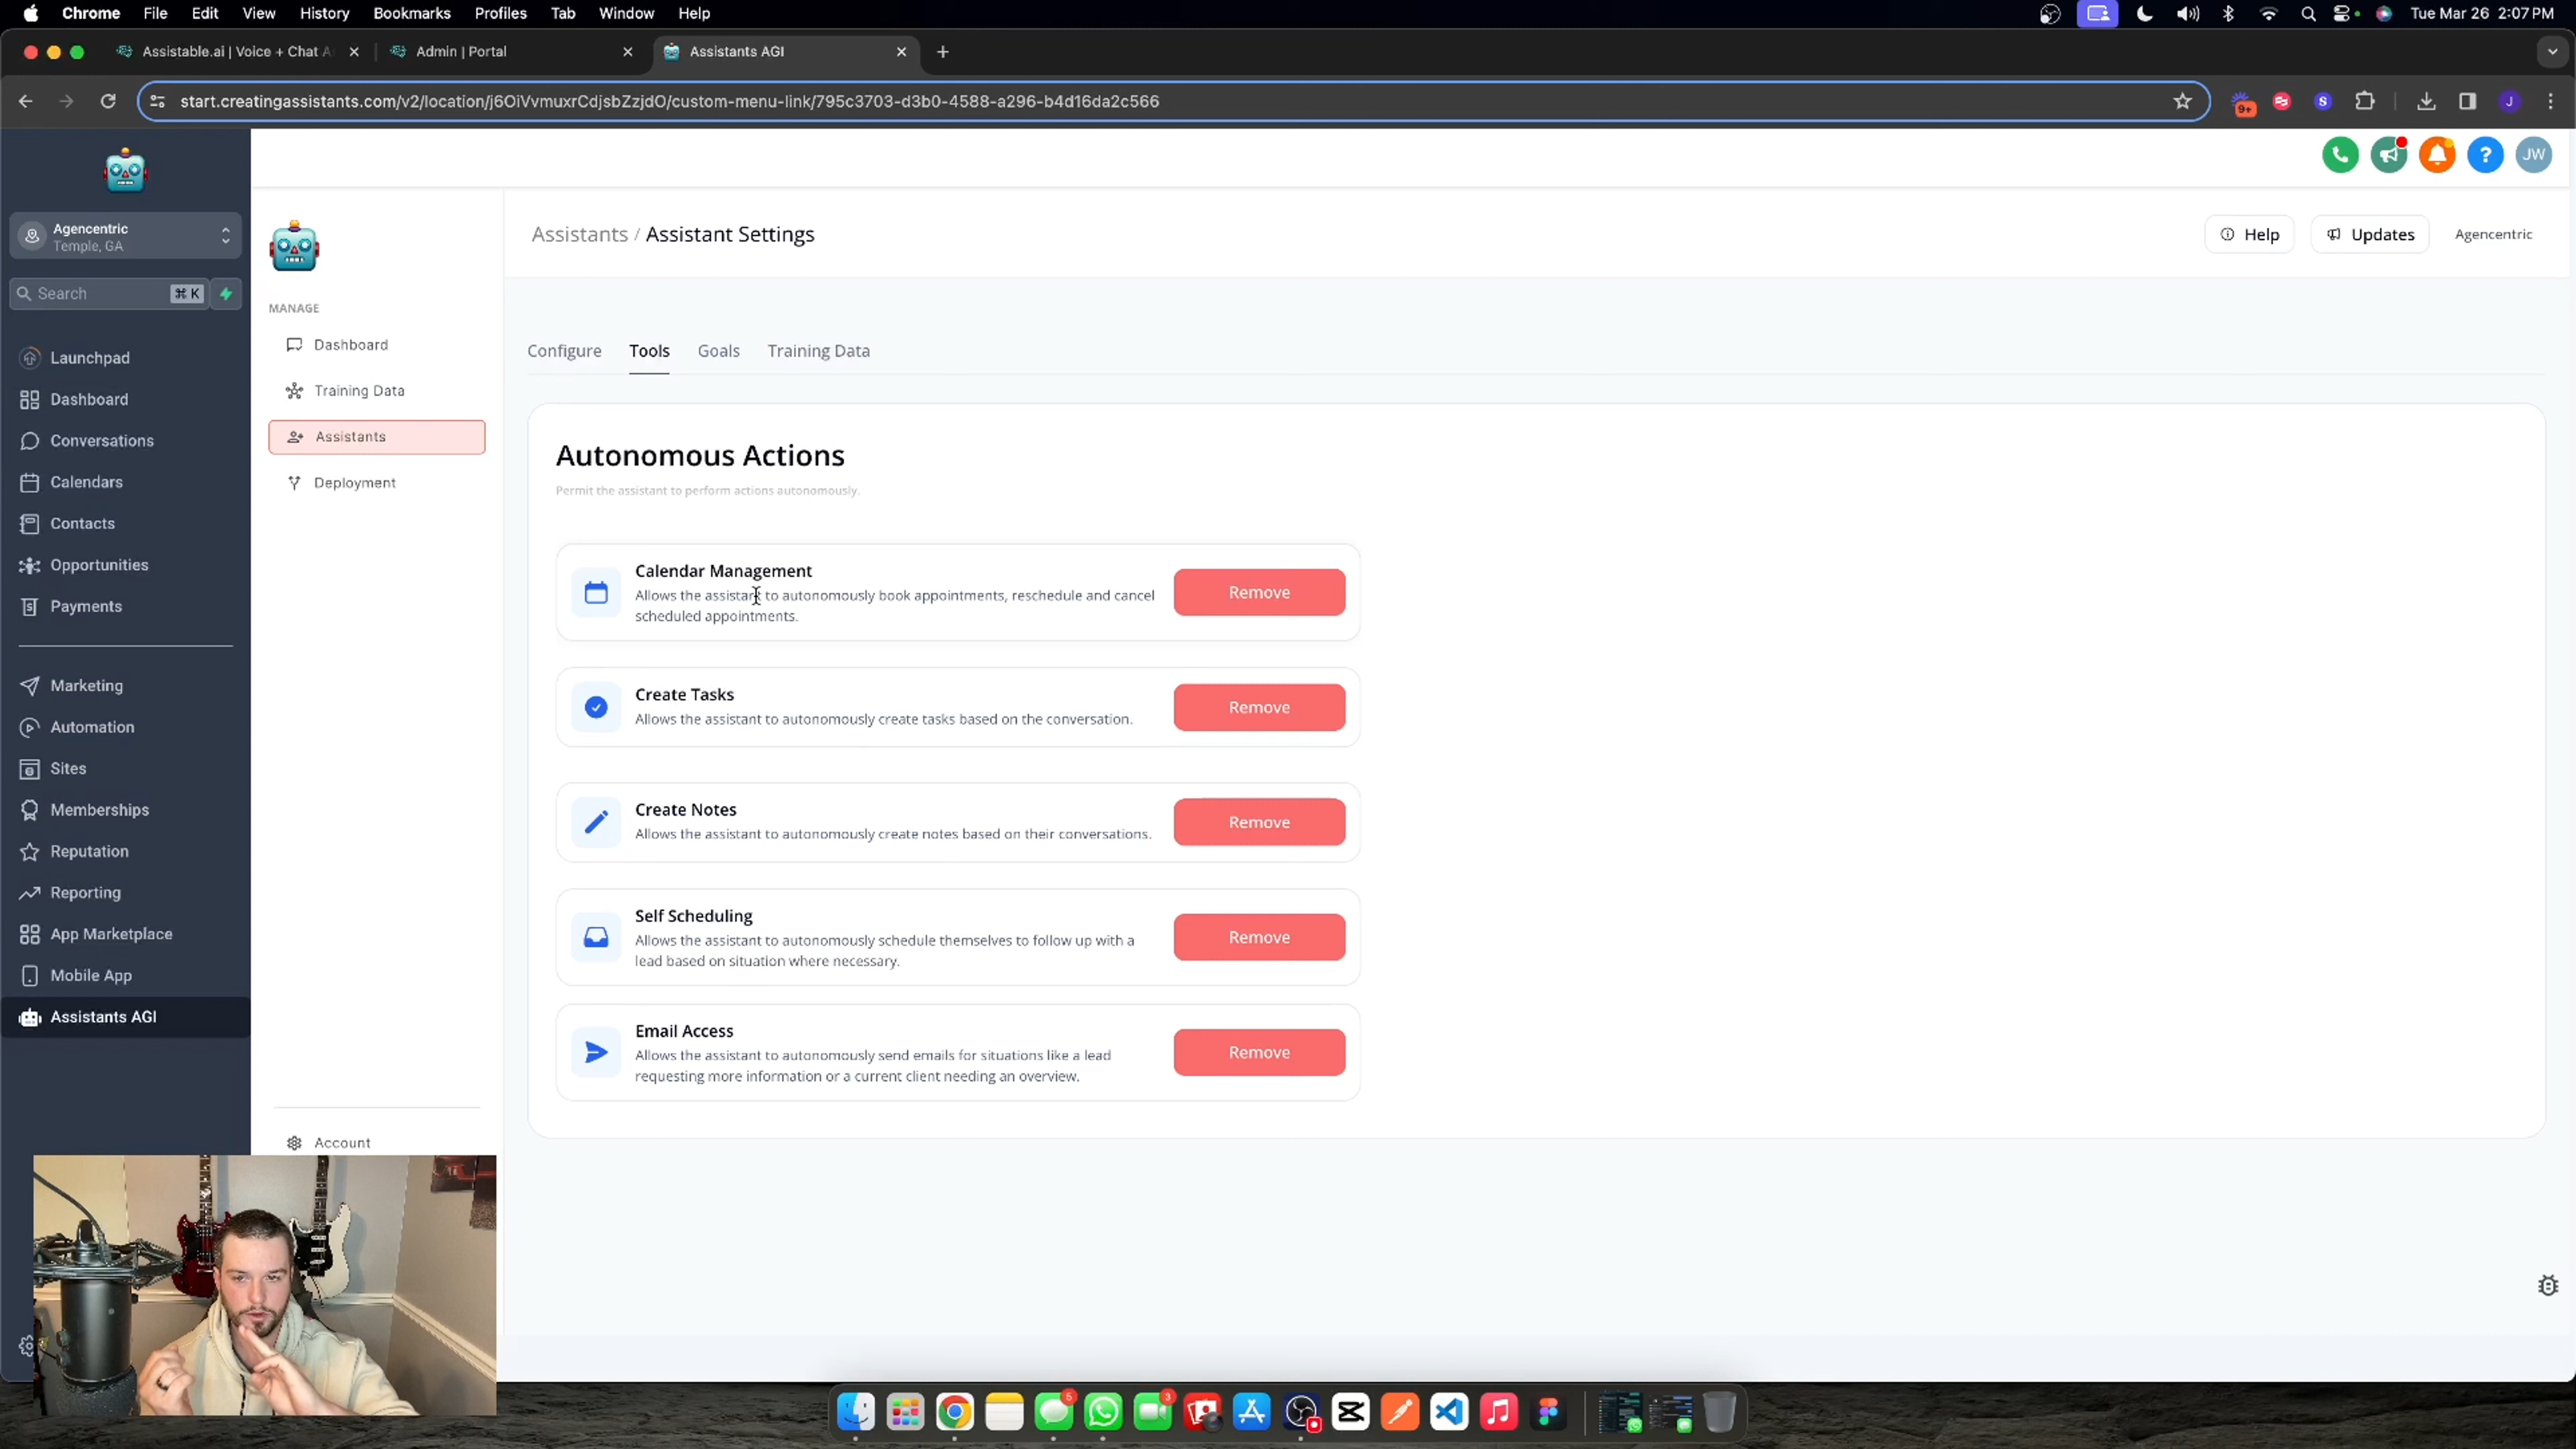 Chrome File Edit View History Bookmarks Profiles Tab Window Help
Tue Mar 26 2:07 PM
Assistable.ai | Voice + Chat A
Admin | Portal
Assistants AGI
start.creatingassistants.com/v2/location/j6OiVvmuxrCdjsbZzjdO/custom-menu-link/795c3703-d3b0-4588-a296-b4d16da2c566
9+
S
J
JW
Agencentric
Temple, GA
Search
⌘ K
Launchpad
Dashboard
Conversations
Calendars
Contacts
Opportunities
Payments
Marketing
Automation
Sites
Memberships
Reputation
Reporting
App Marketplace
Mobile App
Assistants AGI
MANAGE
Dashboard
Training Data
Assistants
Deployment
Account
Assistants / Assistant Settings
Help
Updates
Agencentric
Configure Tools Goals Training Data
Autonomous Actions
Permit the assistant to perform actions autonomously.
Calendar Management
Allows the assistant to autonomously book appointments, reschedule and cancel
scheduled appointments.
Remove
Create Tasks
Allows the assistant to autonomously create tasks based on the conversation.
Remove
Create Notes
Allows the assistant to autonomously create notes based on their conversations.
Remove
Self Scheduling
Allows the assistant to autonomously schedule themselves to follow up with a
lead based on situation where necessary.
Remove
Email Access
Allows the assistant to autonomously send emails for situations like a lead
requesting more information or a current client needing an overview.
Remove
5
3